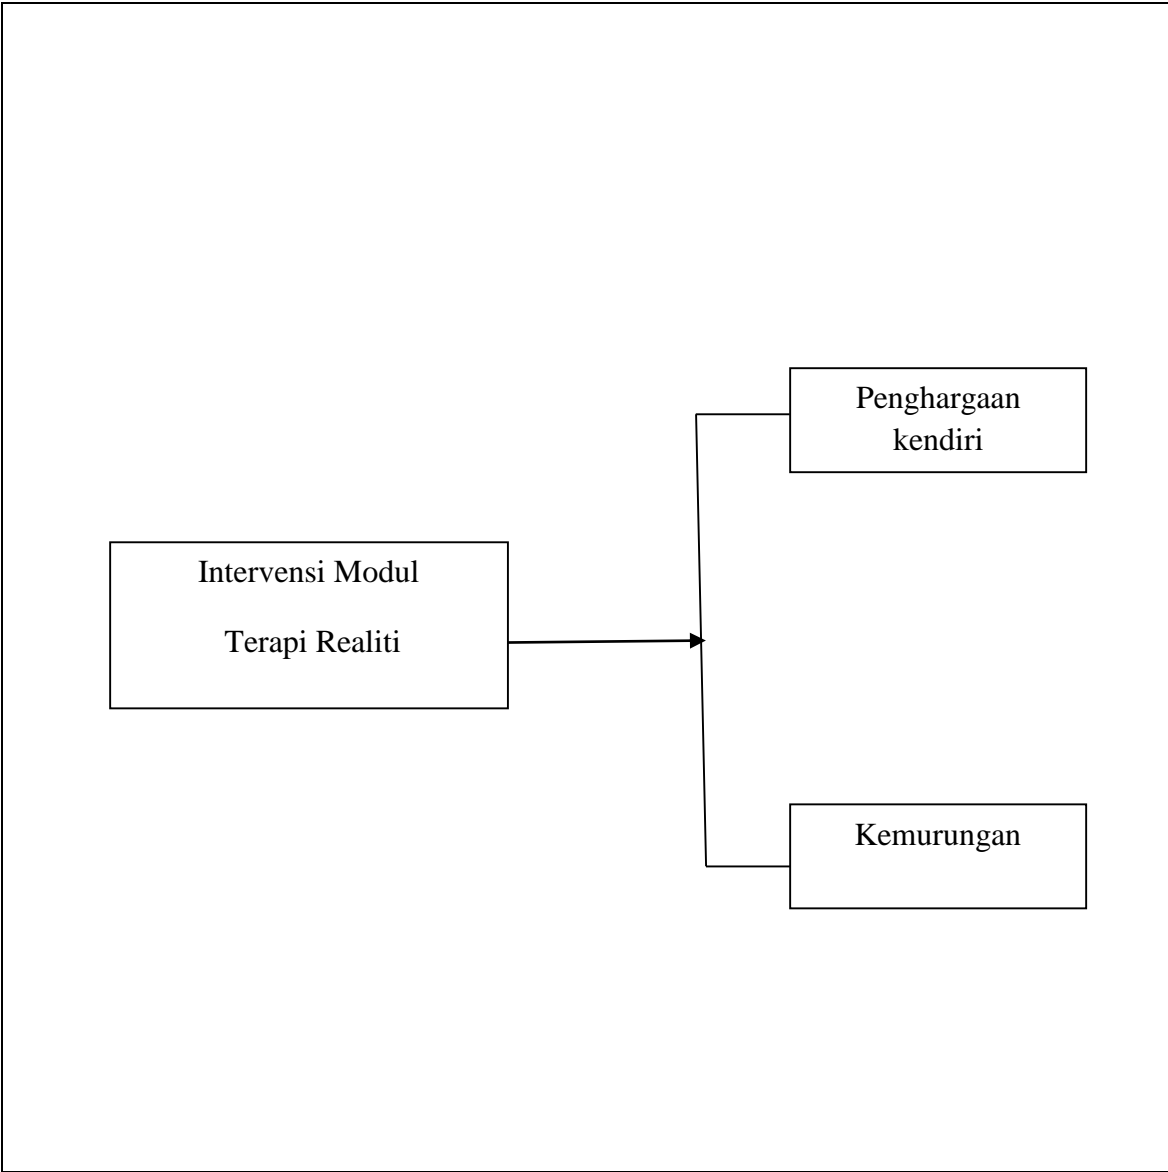 Penghargaan
kendiri
Intervensi Modul
Terapi Realiti
Kemurungan